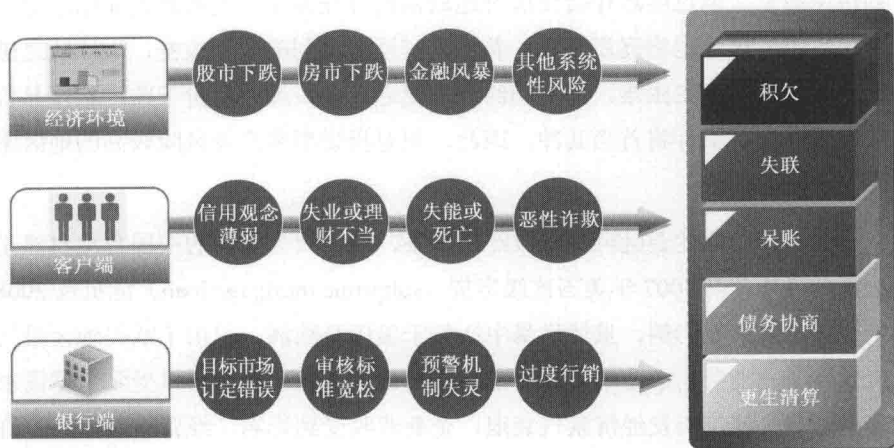 经济环境
股市下跌
房市下跌
金融风暴
其他系统
性风险
客户端
信用观念
薄弱
失业或理
财不当
失能或
死亡
恶性诈欺
银行端
目标市场
订定错误
审核标
准宽松
预警机
制失灵
过度行销
积欠
失联
呆账
债务协商
更生清算